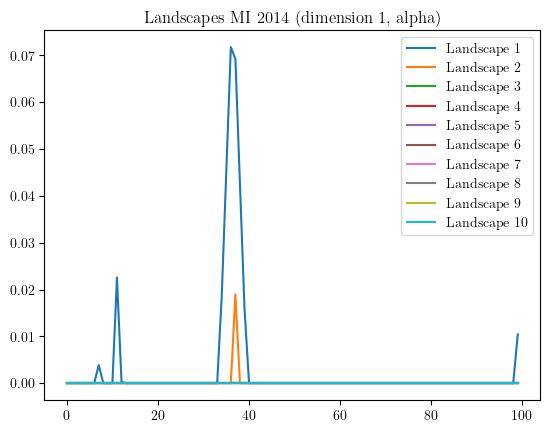 Landscapes MI 2014 (dimension 1, alpha)
0.07
0.06
0.05
0.04
0.03
0.02
0.01
0.00
0 20 40 60 80 100
Landscape 1
Landscape 2
Landscape 3
Landscape 4
Landscape 5
Landscape 6
Landscape 7
Landscape 8
Landscape 9
Landscape 10